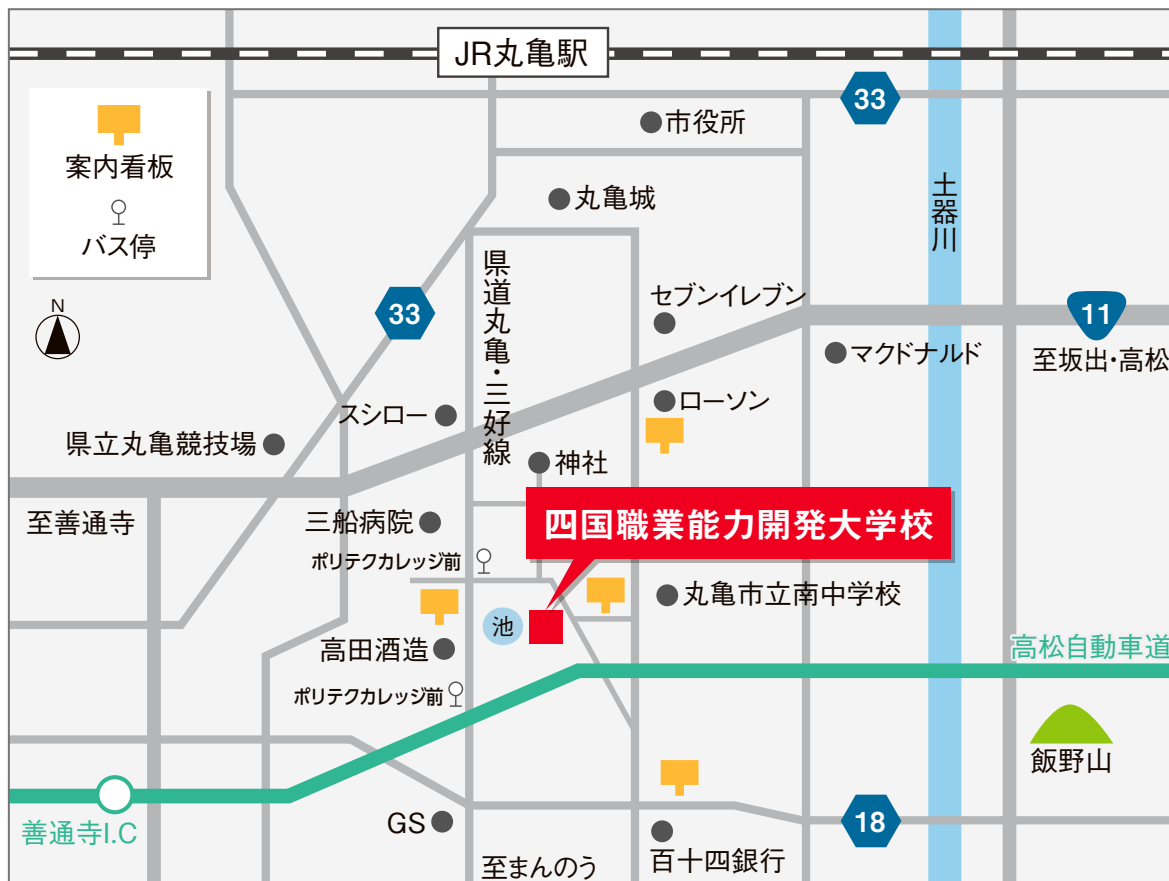 JR丸亀駅
33
案内看板
バス停
市役所
丸亀城
土器川
N
県道丸亀・三好線
33
セブンイレブン
11
マクドナルド
至坂出・高松
スシロー
ローソン
県立丸亀競技場
神社
至善通寺
三船病院
四国職業能力開発大学校
ポリテクカレッジ前
丸亀市立南中学校
池
高田酒造
高松自動車道
ポリテクカレッジ前
飯野山
善通寺I.C
GS
18
至まんのう
百十四銀行